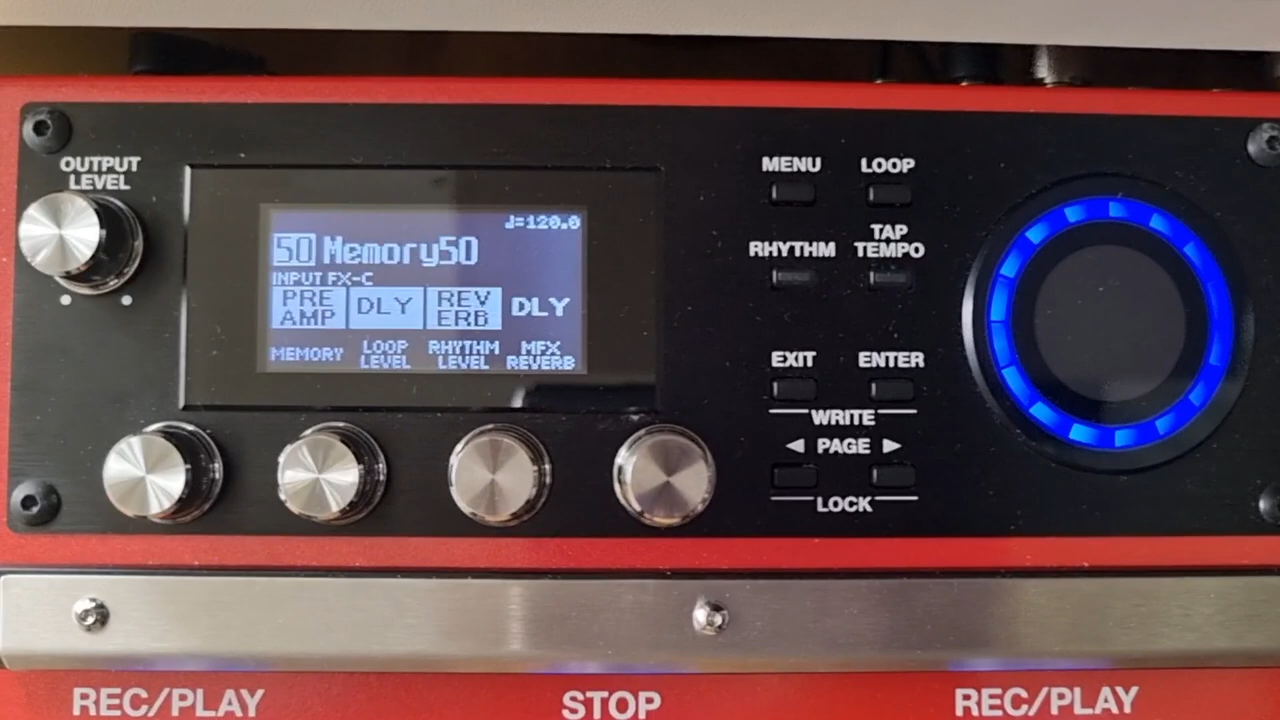 OUTPUT
LEVEL
♩=120.0
50 Memory50
INPUT FX-C
PRE
AMP
DLY
REV
ERB
DLY
MEMORY
LOOP
LEVEL
RHYTHM
LEVEL
MFX
REVERB
MENU
LOOP
RHYTHM
TAP
TEMPO
EXIT
ENTER
WRITE
◀ PAGE ▶
LOCK
REC/PLAY
STOP
REC/PLAY